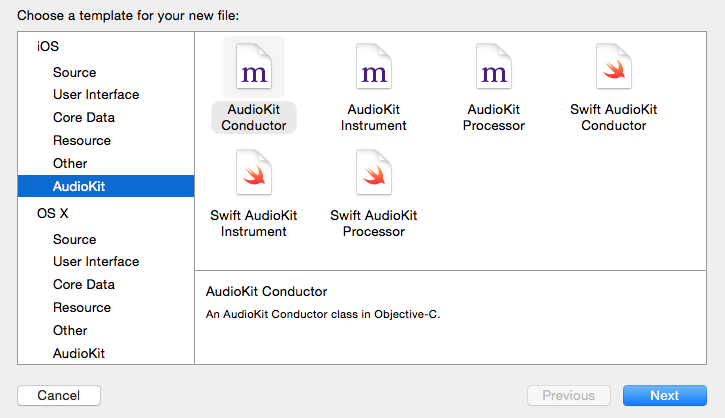 Choose a template for your new file:
iOS
Source
User Interface
Core Data
Resource
Other
AudioKit
OS X
Source
User Interface
Core Data
Resource
Other
AudioKit
m
m
m
AudioKit
Conductor
AudioKit
Instrument
AudioKit
Processor
Swift AudioKit
Conductor
Swift AudioKit
Instrument
Swift AudioKit
Processor
AudioKit Conductor
An AudioKit Conductor class in Objective-C.
Cancel
Previous
Next